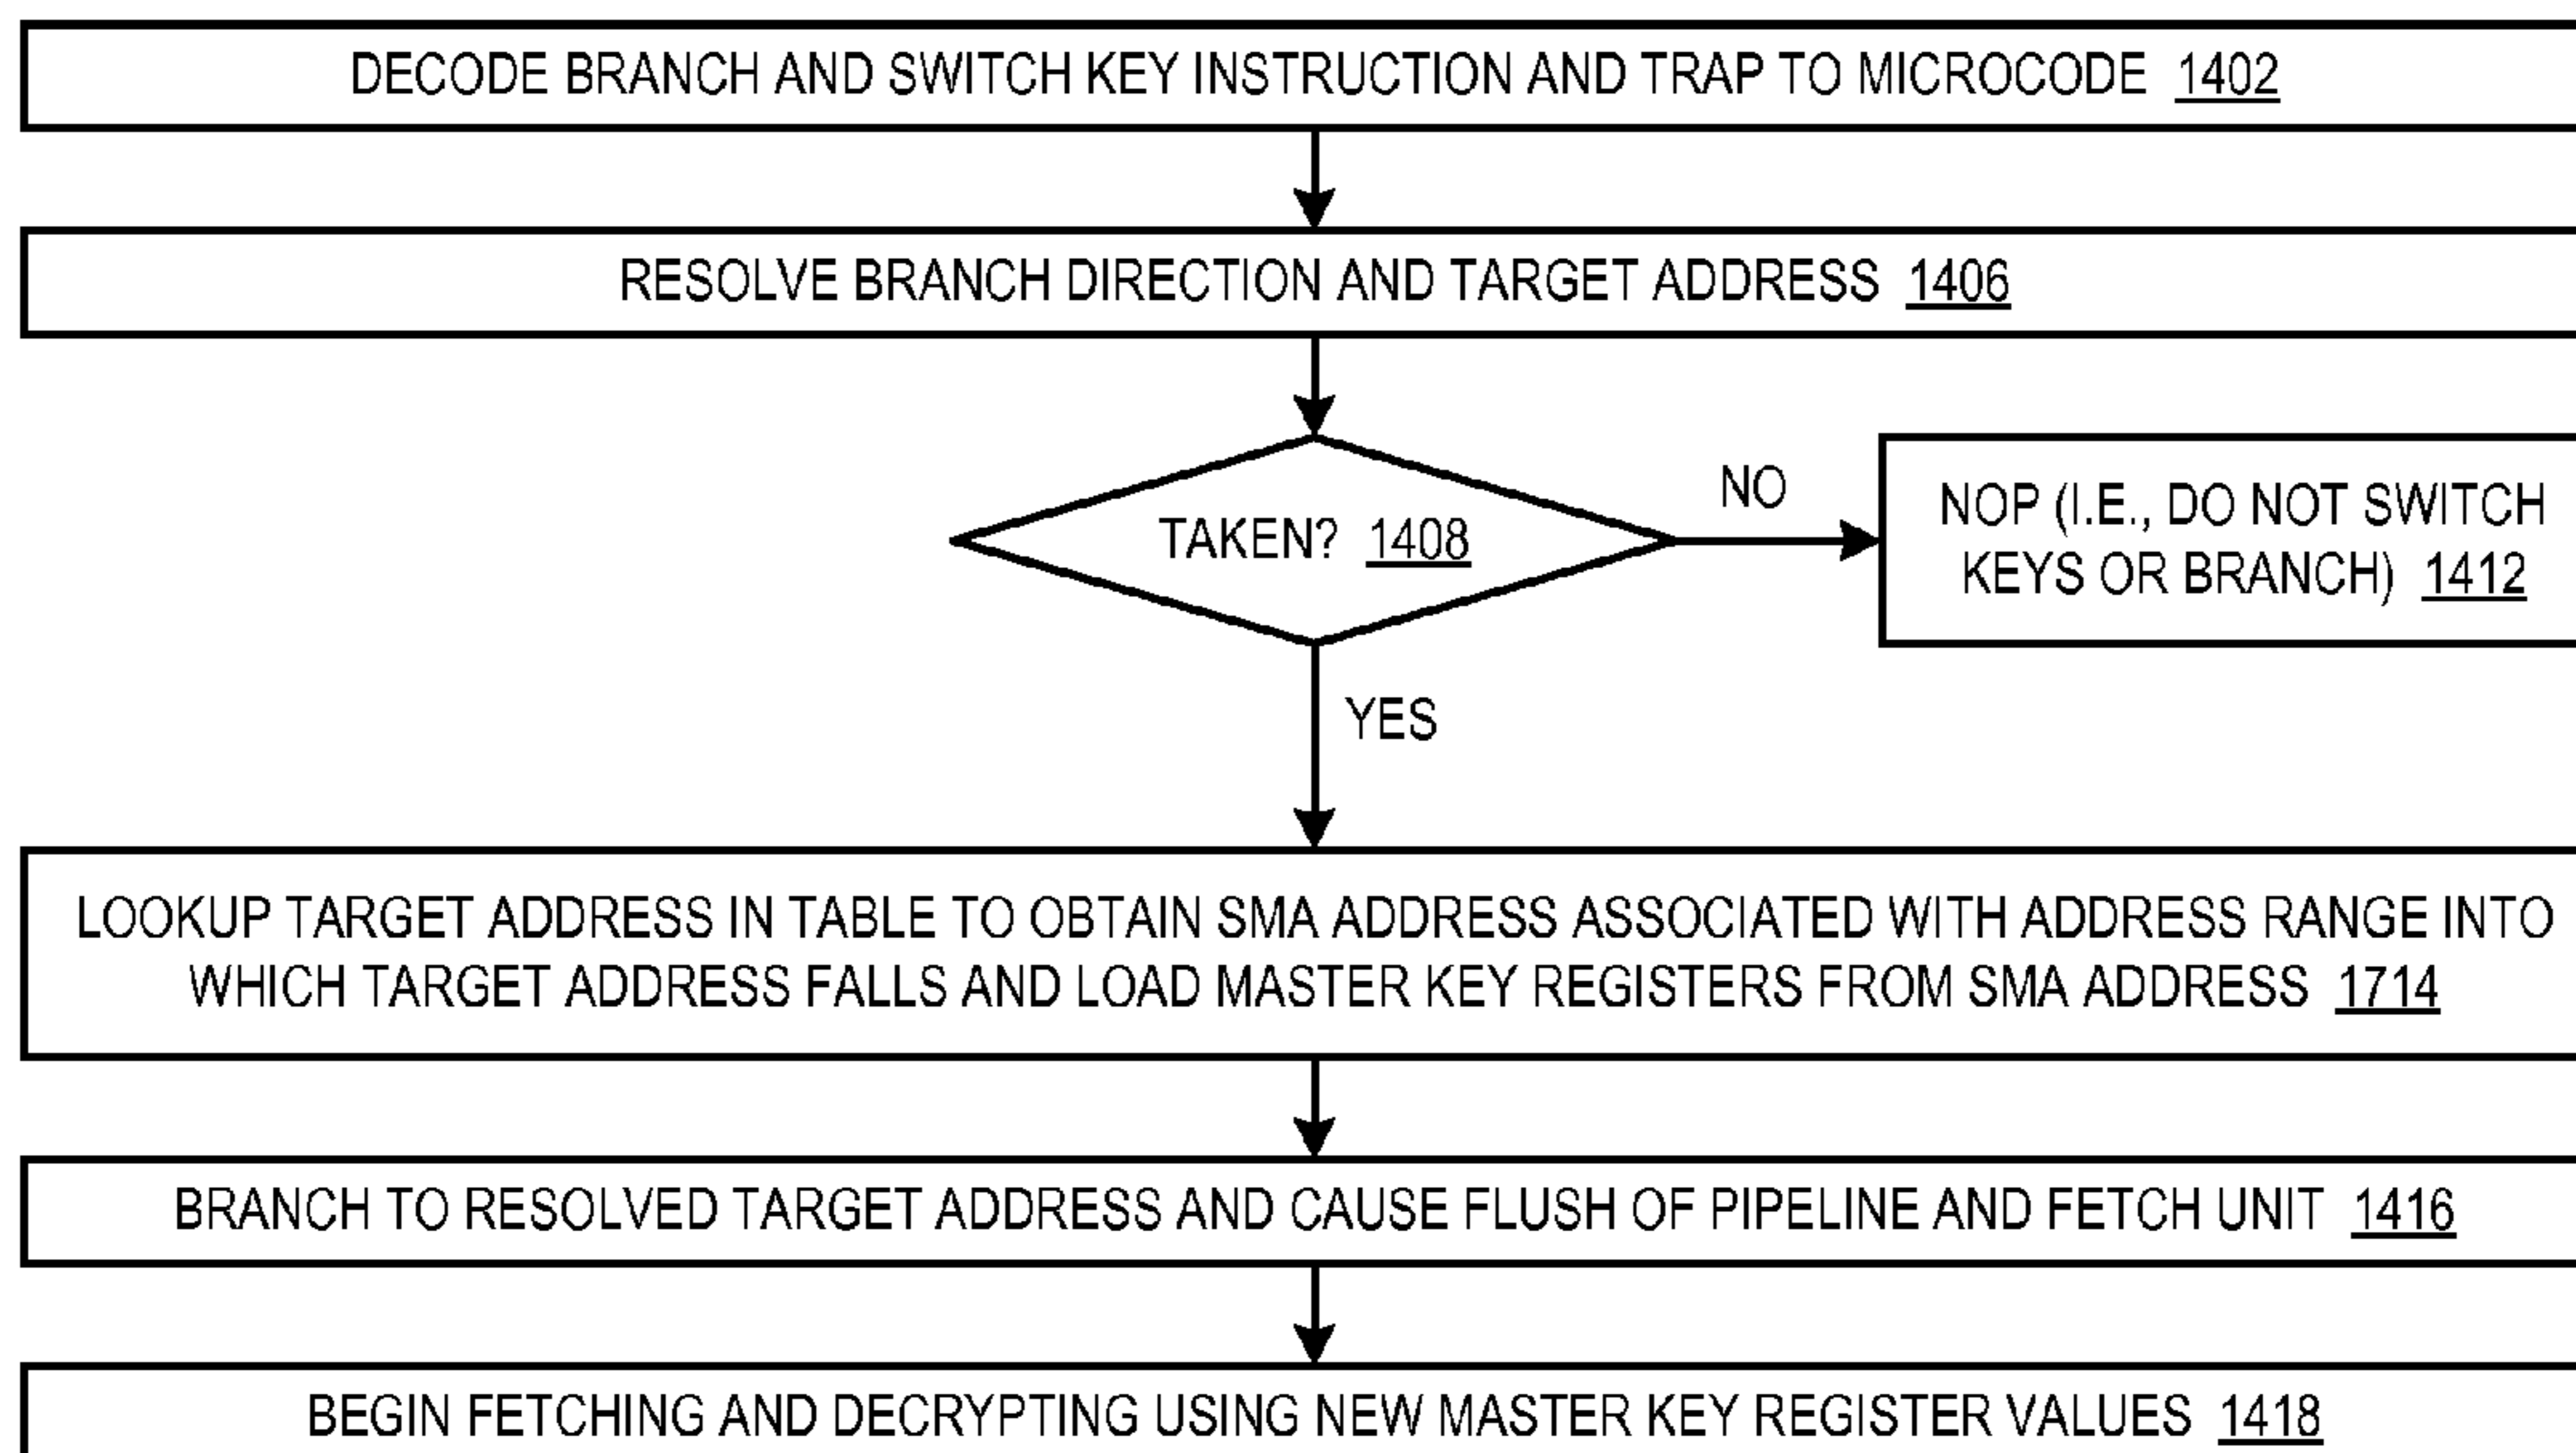 DECODE BRANCH AND SWITCH KEY INSTRUCTION AND TRAP TO MICROCODE 1402
RESOLVE BRANCH DIRECTION AND TARGET ADDRESS 1406
TAKEN? 1408
NO
NOP (I.E., DO NOT SWITCH
KEYS OR BRANCH) 1412
YES
LOOKUP TARGET ADDRESS IN TABLE TO OBTAIN SMA ADDRESS ASSOCIATED WITH ADDRESS RANGE INTO
WHICH TARGET ADDRESS FALLS AND LOAD MASTER KEY REGISTERS FROM SMA ADDRESS 1714
BRANCH TO RESOLVED TARGET ADDRESS AND CAUSE FLUSH OF PIPELINE AND FETCH UNIT 1416
BEGIN FETCHING AND DECRYPTING USING NEW MASTER KEY REGISTER VALUES 1418